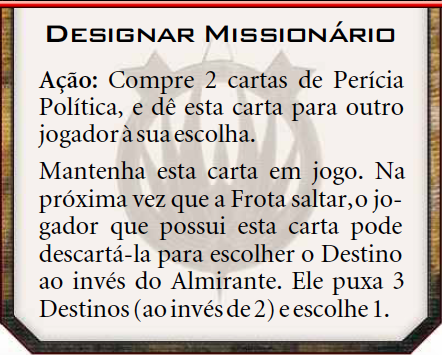 Designar Missionário
Ação: Compre 2 cartas de Perícia
Política, e dê esta carta para outro
jogador à sua escolha.
Mantenha esta carta em jogo. Na
próxima vez que a Frota saltar, o jo-
gador que possui esta carta pode
descartá-la para escolher o Destino
ao invés do Almirante. Ele puxa 3
Destinos (ao invés de 2) e escolhe 1.